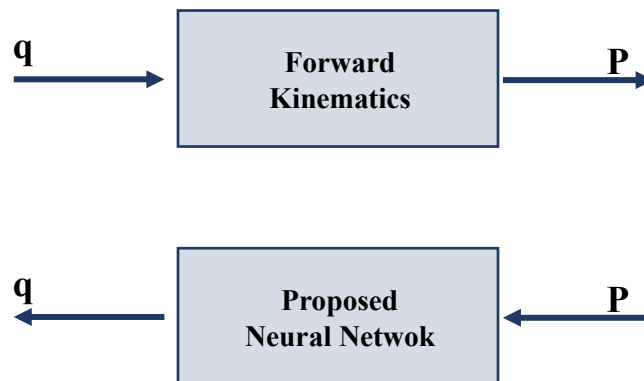 q
Forward
Kinematics
P
q
Proposed
Neural Netwok
P